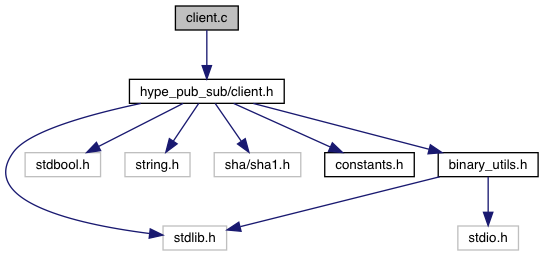 client.c
hype_pub_sub/client.h
stdbool.h
string.h
sha/sha1.h
constants.h
binary_utils.h
stdlib.h
stdio.h